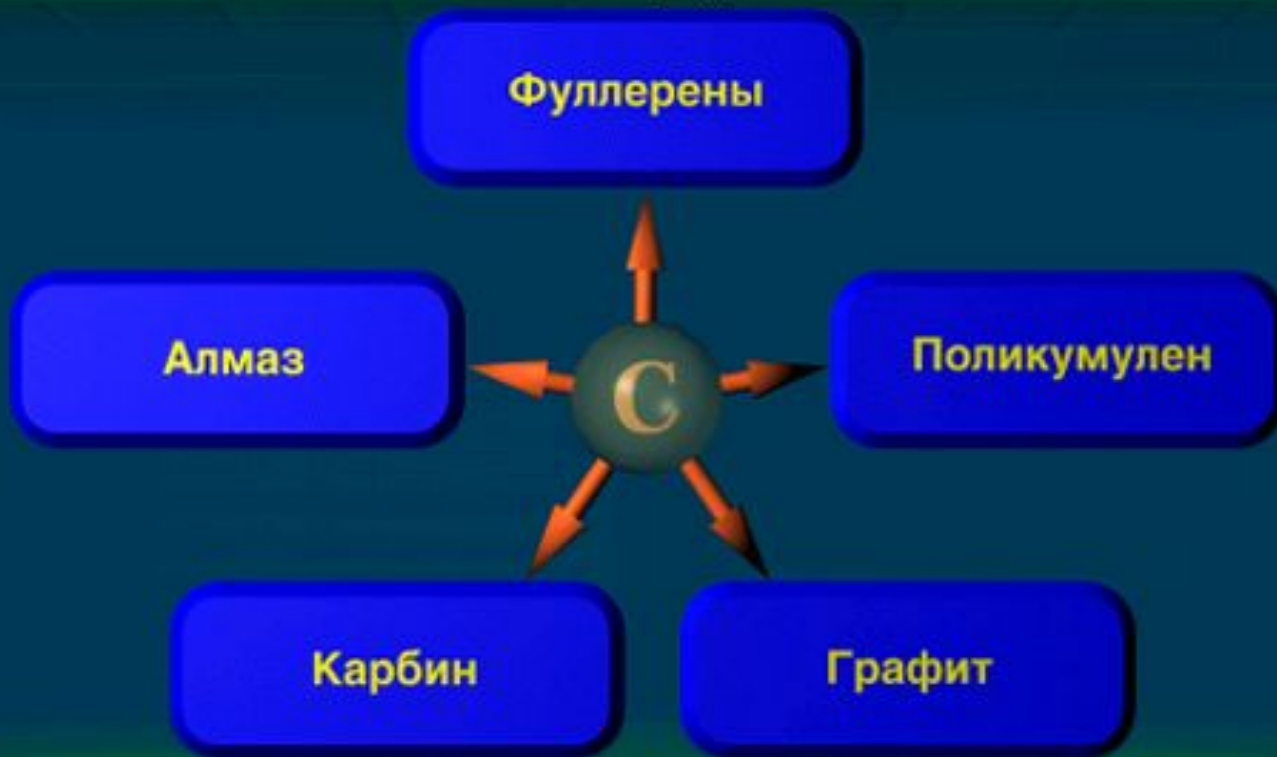 Фуллерены
Алмаз
C
Поликумулен
Карбин
Графит